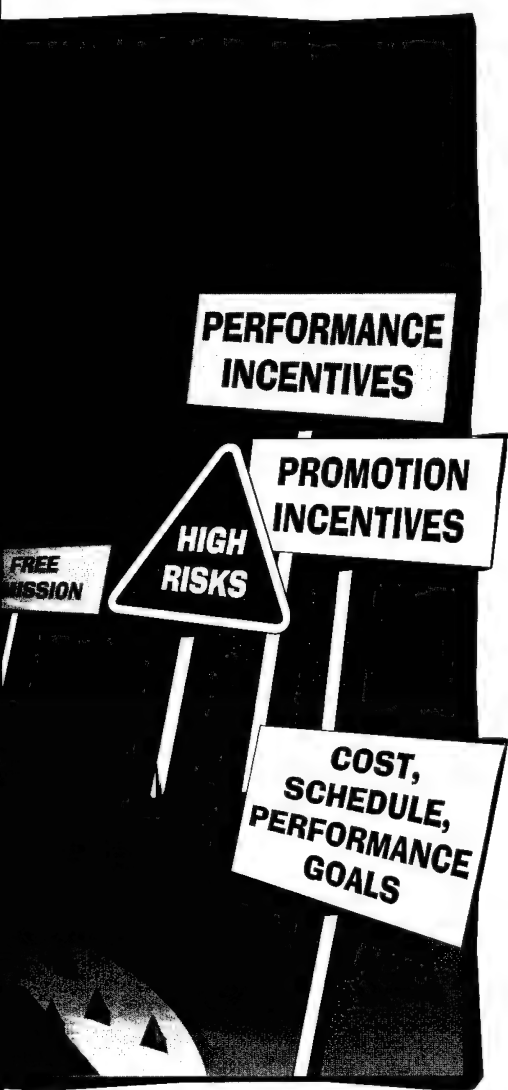 PERFORMANCE
INCENTIVES
PROMOTION
INCENTIVES
HIGH
RISKS
FREE
COST,
SCHEDULE,
PERFORMANCE
GOALS